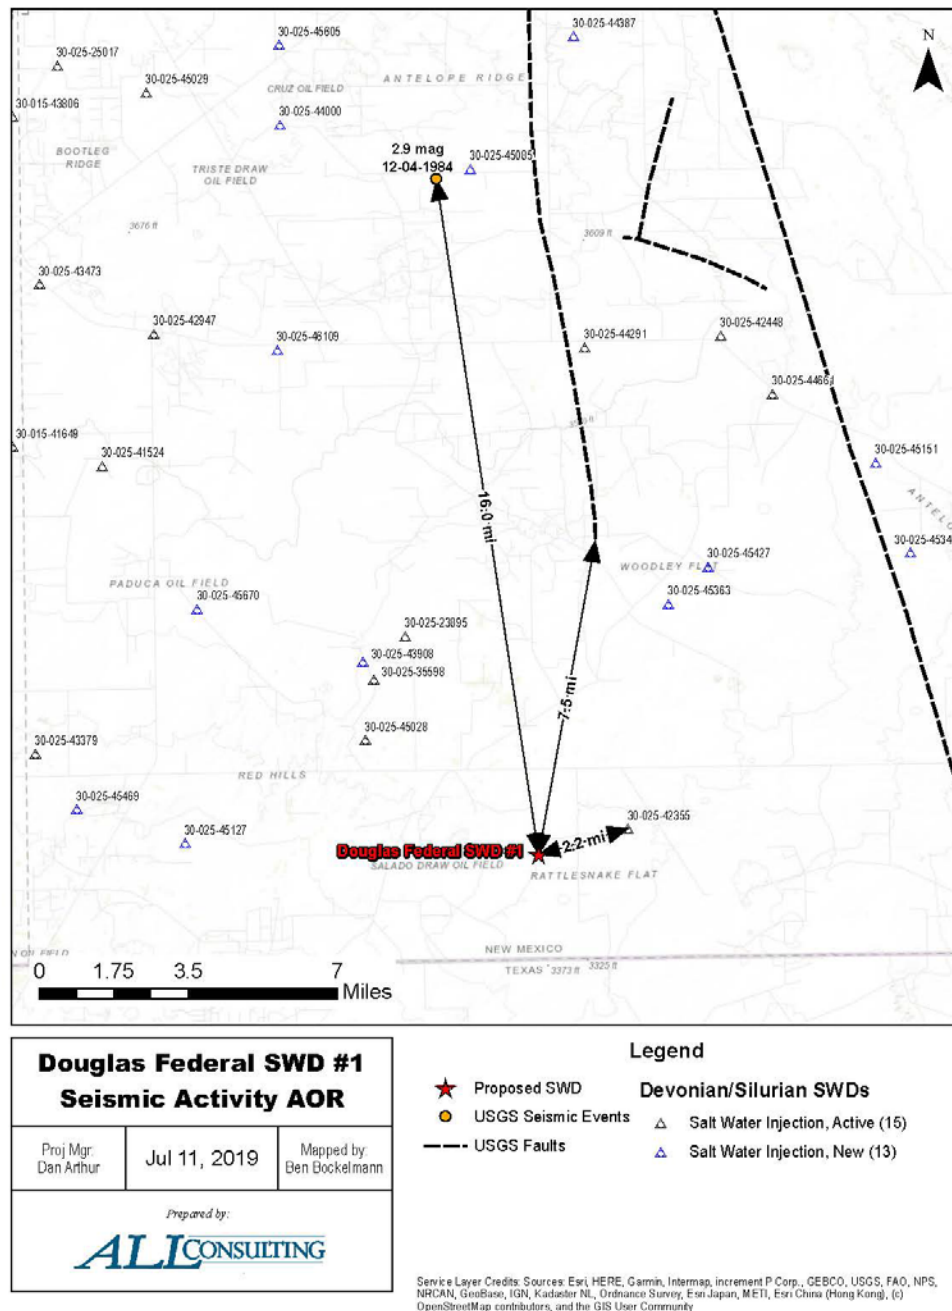 30-025-45605
30-025-44387
N
30-025-25017
ANTELOPE RIDGE
30-025-45029
CRUZ OIL FIELD
30-015-43806
30-025-44000
BOOTLEG
RIDGE
2.9 mag
12-04-1984
30-025-45085
TRISTE DRAW
OIL FIELD
3676 ft
3609 ft
30-025-43473
30-025-42947
30-025-46109
30-025-44291
30-025-42448
30-025-44661
30-015-41649
30-025-41524
30-025-45151
16.0 mi
ANTELO
30-025-4534
30-025-45427
WOODLEY FLAT
PADUCA OIL FIELD
30-025-45670
30-025-45363
30-025-23895
30-025-43908
30-025-35598
7.5 mi
30-025-45028
30-025-43379
RED HILLS
30-025-45469
30-025-45127
30-025-42355
2.2 mi
Douglas Federal SWD #1
SALADO DRAW OIL FIELD
RATTLESNAKE FLAT
NEW MEXICO
TEXAS
3373 ft
3325 ft
N OIL FIELD
0 1.75 3.5 7
Miles
Douglas Federal SWD #1
Seismic Activity AOR
Proj Mgr:
Dan Arthur
Jul 11, 2019
Mapped by:
Ben Bockelmann
Prepared by:
ALL CONSULTING
Legend
Proposed SWD
USGS Seismic Events
USGS Faults
Devonian/Silurian SWDs
Salt Water Injection, Active (15)
Salt Water Injection, New (13)
Service Layer Credits: Sources: Esri, HERE, Garmin, Intermap, increment P Corp., GEBCO, USGS, FAO, NPS,
NRCAN, GeoBase, IGN, Kadaster NL, Ordnance Survey, Esri Japan, METI, Esri China (Hong Kong), (c)
OpenStreetMap contributors, and the GIS User Community